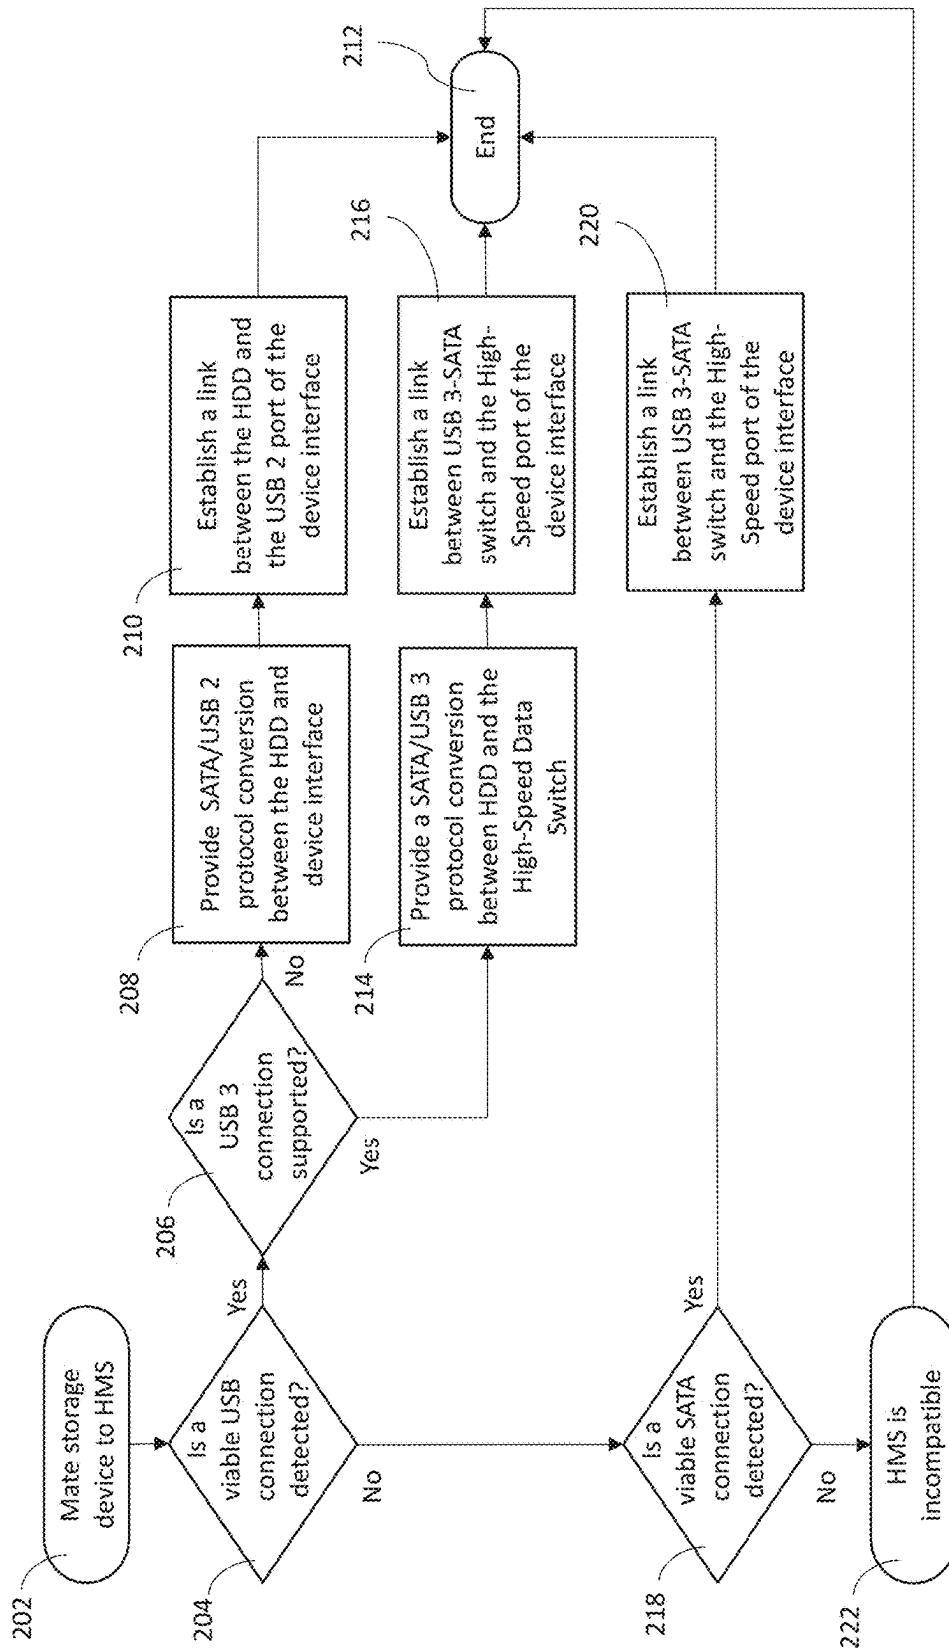 202
Mate storage
device to HMS
204
Is a
viable USB
connection
detected?
Yes
No
206
Is a
USB 3
connection
supported?
No
Yes
208
Provide SATA/USB 2
protocol conversion
between the HDD and
device interface
210
Establish a link
between the HDD and
the USB 2 port of the
device interface
212
End
214
Provide a SATA/USB 3
protocol conversion
between HDD and the
High-Speed Data
Switch
216
Establish a link
between USB 3-SATA
switch and the High-
Speed port of the
device interface
218
Is a
viable SATA
connection
detected?
Yes
No
220
Establish a link
between USB 3-SATA
switch and the High-
Speed port of the
device interface
222
HMS is
incompatible